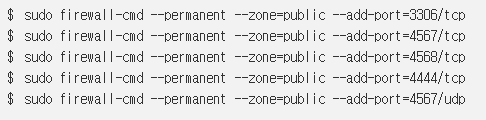 $ sudo firewall-cmd --permanent --zone=public --add-port=3306/tcp
$ sudo firewall-cmd --permanent --zone=public --add-port=4567/tcp
$ sudo firewall-cmd --permanent --zone=public --add-port=4568/tcp
$ sudo firewall-cmd --permanent --zone=public --add-port=4444/tcp
$ sudo firewall-cmd --permanent --zone=public --add-port=4567/udp